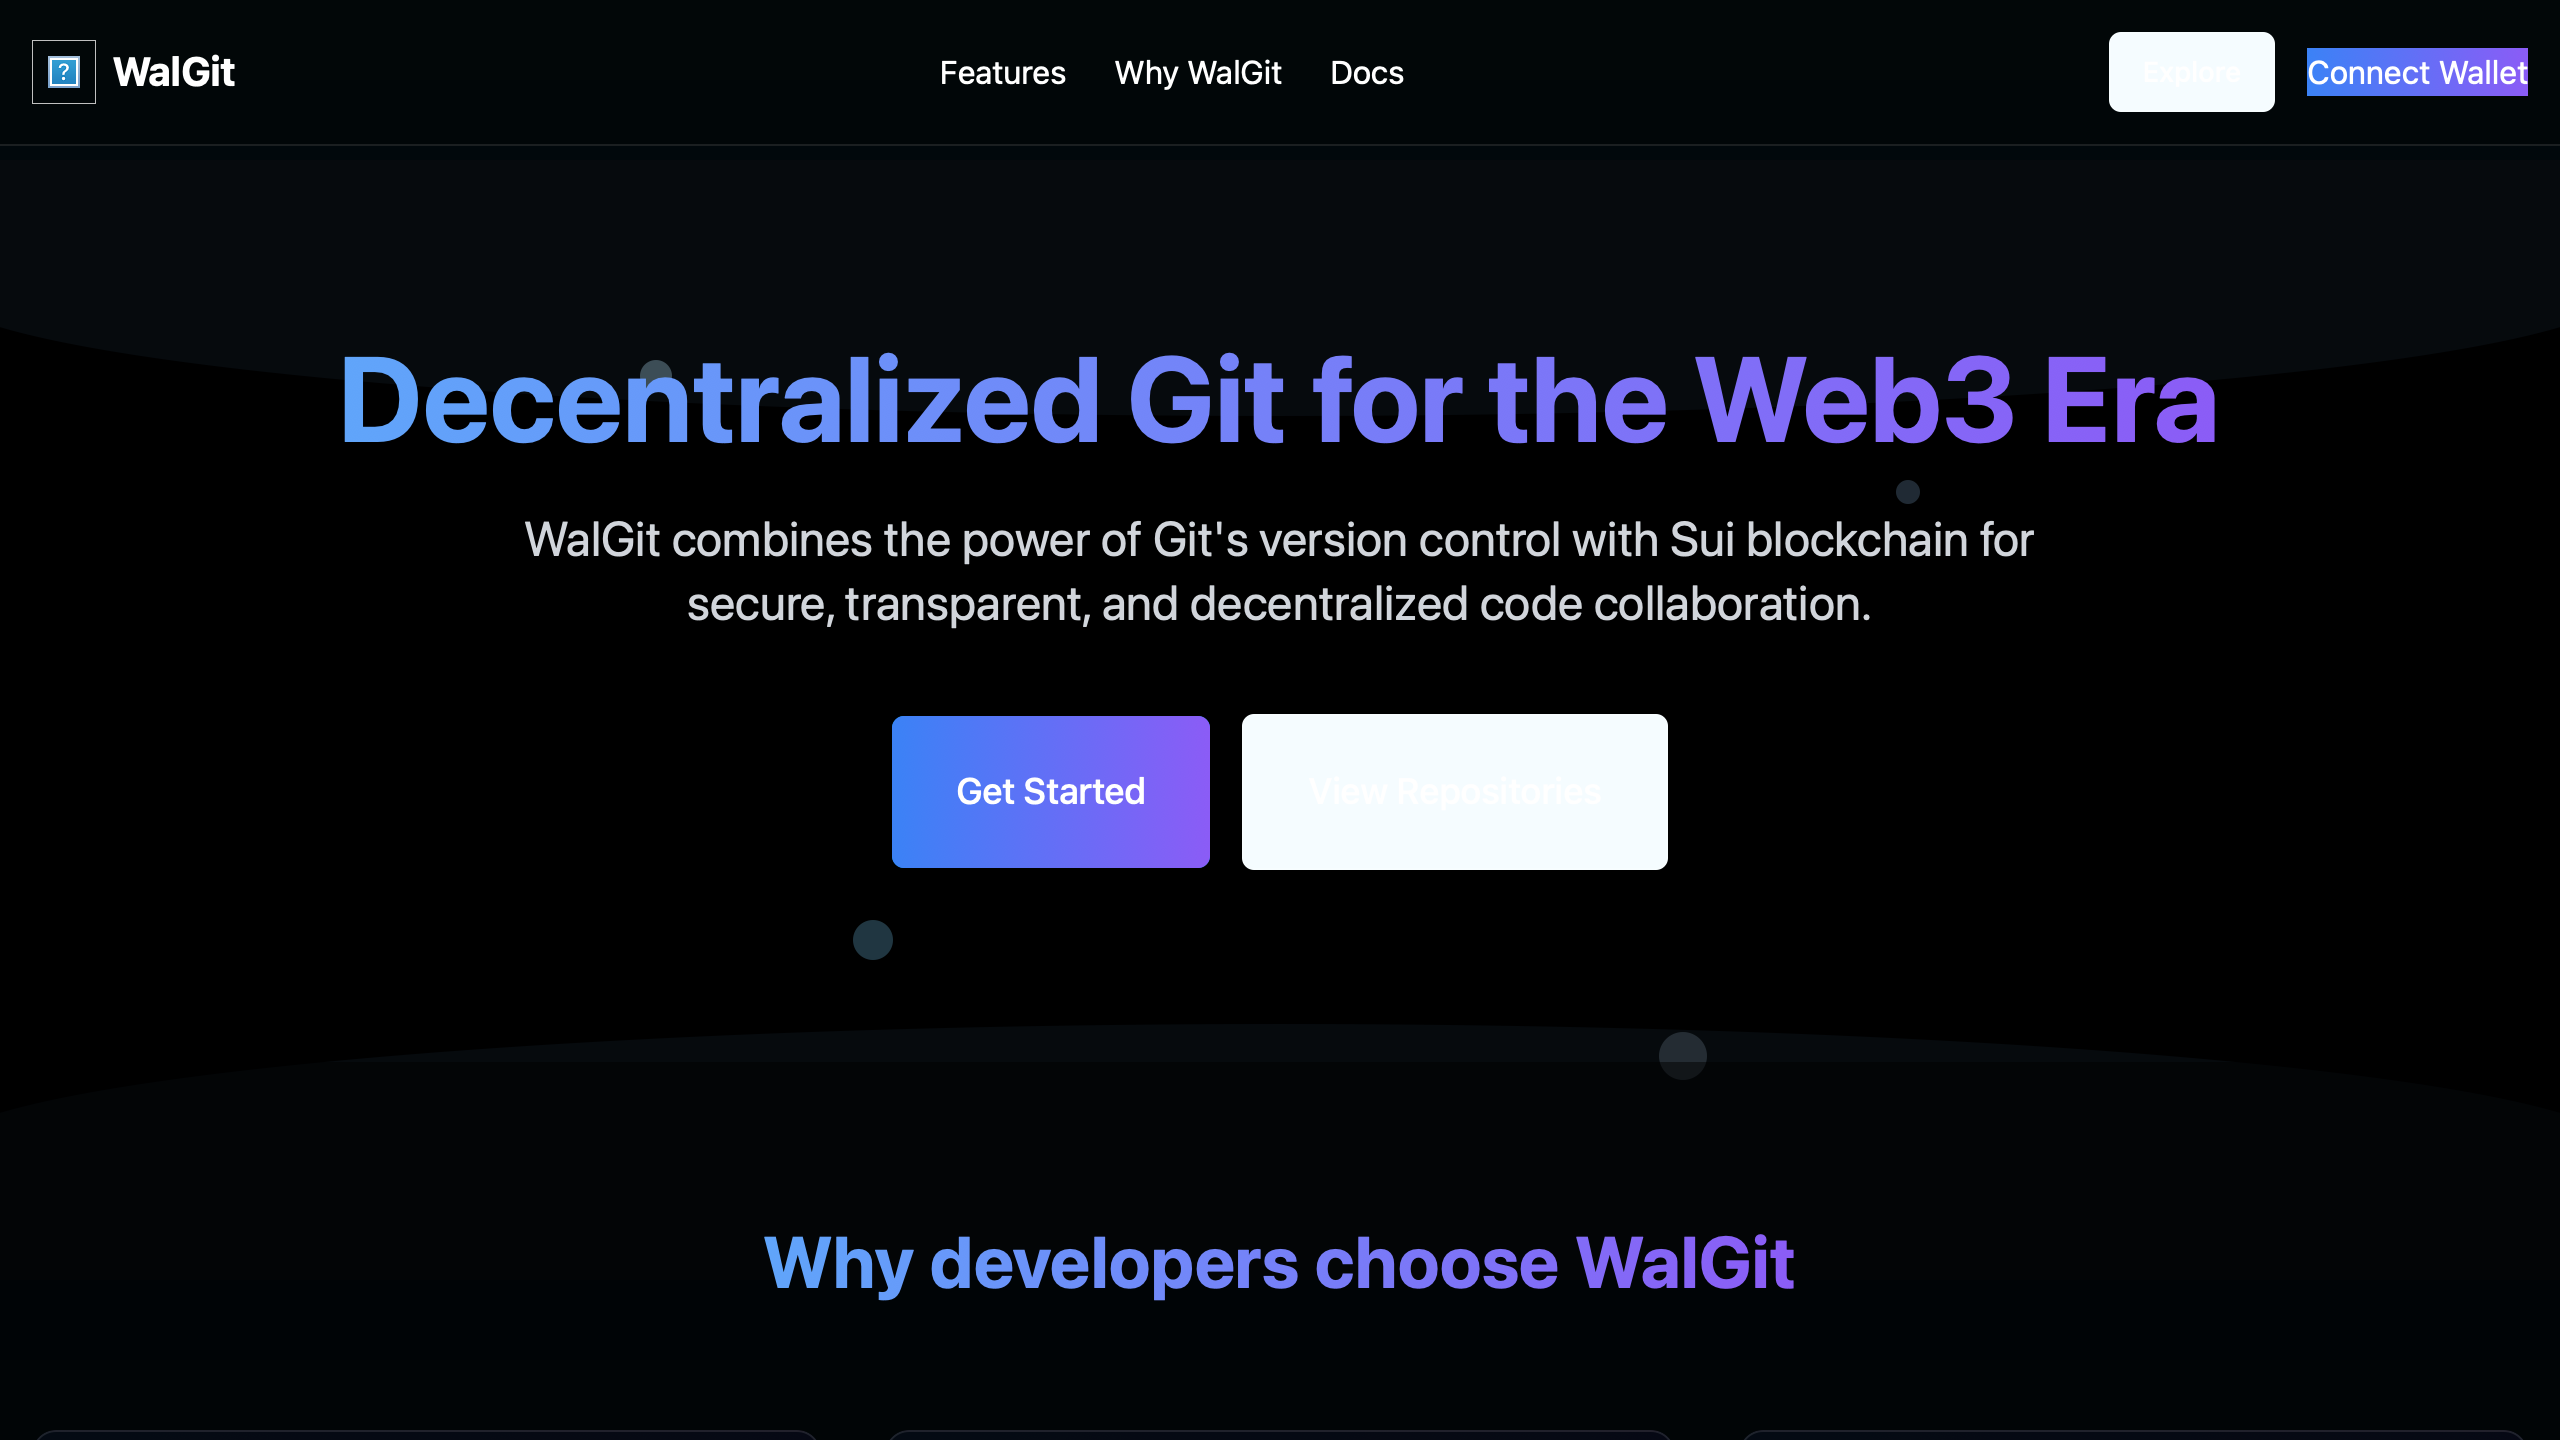 WalGit
Features
Why WalGit
Docs
Explore
Connect Wallet
Decentralized Git for the Web3 Era
WalGit combines the power of Git's version control with Sui blockchain for
secure, transparent, and decentralized code collaboration.
Get Started
View Repositories
Why developers choose WalGit